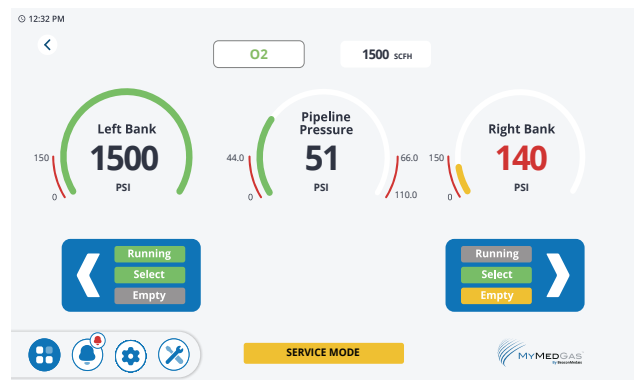 12:32 PM
O2
1500 SCFH
Left Bank
1500
PSI
150
0
Pipeline
Pressure
51
PSI
44.0
0
66.0
110.0
Right Bank
140
PSI
150
0
Running
Select
Empty
Running
Select
Empty
SERVICE MODE
MYMEDGAS
By BeaconMedaes